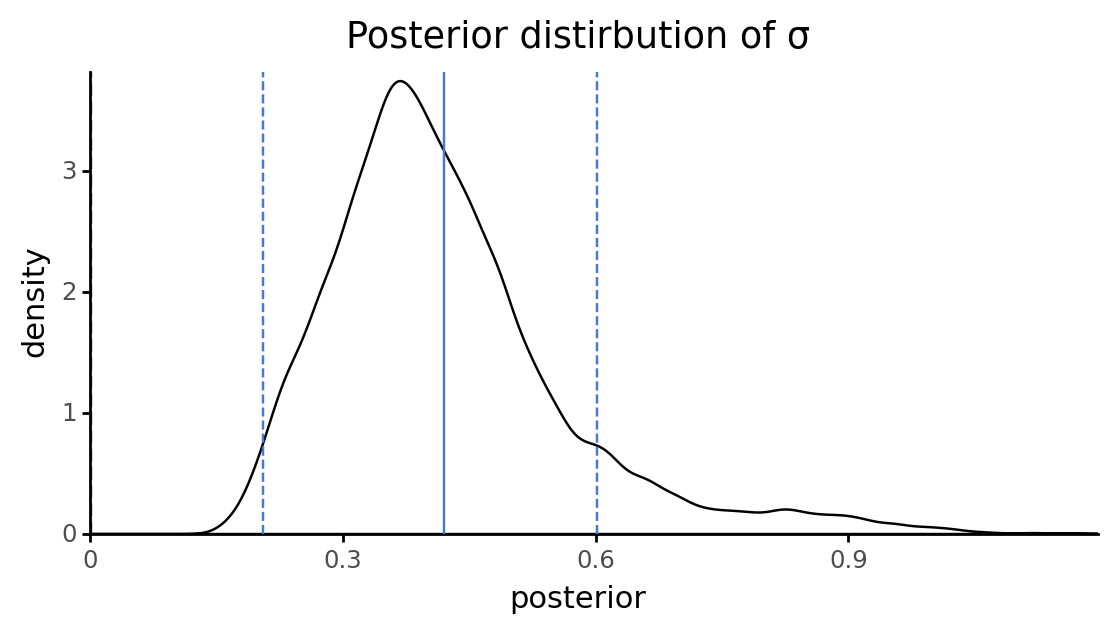 Posterior distirbution of σ
density
3
2
1
0
0 0.3 0.6 0.9
posterior